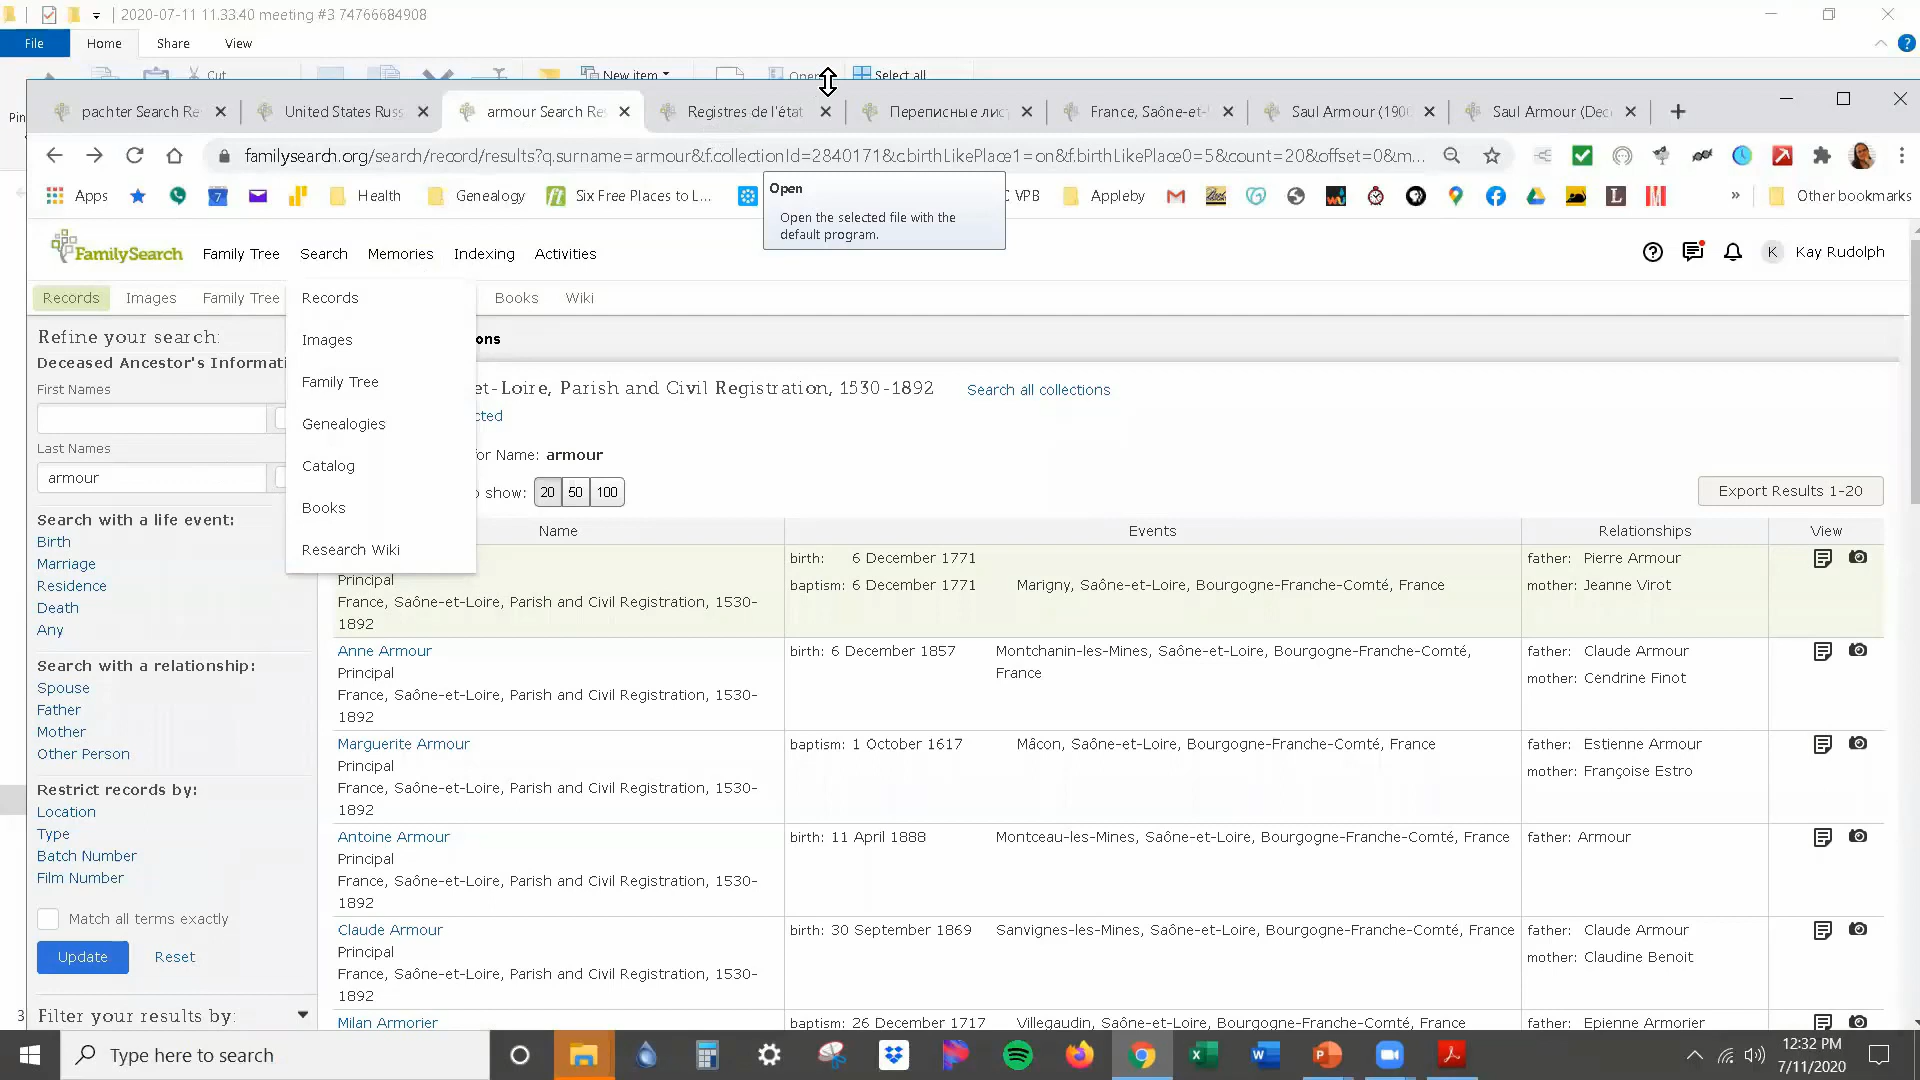 2020-07-11 11.33.40 meeting #3 74766684908
File Home Share View
Cut New item Open Select all
Pin
pachter Search Re United States Russ armour Search Res Registres de l'état Переписные лис France, Saône-et-l Saul Armour (190 Saul Armour (Dec
familysearch.org/search/record/results?q.surname=armour&f.collectionId=2840171&c.birthLikePlace1=on&f.birthLikePlace0=5&count=20&offset=0&m...
Apps Health Genealogy Six Free Places to L... C VPB Appleby » Other bookmarks
Open
Open the selected file with the
default program.
FamilySearch Family Tree Search Memories Indexing Activities K Kay Rudolph
Records Images Family Tree Books Wiki
Records
Images
Family Tree
Genealogies
Catalog
Books
Research Wiki
Refine your search:
Deceased Ancestor's Informati
First Names
Last Names
armour
Search with a life event:
Birth
Marriage
Residence
Death
Any
Search with a relationship:
Spouse
Father
Mother
Other Person
Restrict records by:
Location
Type
Batch Number
Film Number
Match all terms exactly
Update Reset
Filter your results by:
ons
et-Loire, Parish and Civil Registration, 1530-1892 Search all collections
cted
or Name: armour
show: 20 50 100 Export Results 1-20
Name Events Relationships View
birth: 6 December 1771 father: Pierre Armour
Principal baptism: 6 December 1771 Marigny, Saône-et-Loire, Bourgogne-Franche-Comté, France mother: Jeanne Virot
France, Saône-et-Loire, Parish and Civil Registration, 1530-
1892
Anne Armour birth: 6 December 1857 Montchanin-les-Mines, Saône-et-Loire, Bourgogne-Franche-Comté, father: Claude Armour
Principal France mother: Cendrine Finot
France, Saône-et-Loire, Parish and Civil Registration, 1530-
1892
Marguerite Armour baptism: 1 October 1617 Mâcon, Saône-et-Loire, Bourgogne-Franche-Comté, France father: Estienne Armour
Principal mother: Françoise Estro
France, Saône-et-Loire, Parish and Civil Registration, 1530-
1892
Antoine Armour birth: 11 April 1888 Montceau-les-Mines, Saône-et-Loire, Bourgogne-Franche-Comté, France father: Armour
Principal
France, Saône-et-Loire, Parish and Civil Registration, 1530-
1892
Claude Armour birth: 30 September 1869 Sanvignes-les-Mines, Saône-et-Loire, Bourgogne-Franche-Comté, France father: Claude Armour
Principal mother: Claudine Benoit
France, Saône-et-Loire, Parish and Civil Registration, 1530-
1892
Milan Armorier baptism: 26 December 1717 Villegaudin, Saône-et-Loire, Bourgogne-Franche-Comté, France father: Epienne Armorier
3
Type here to search
12:32 PM
7/11/2020